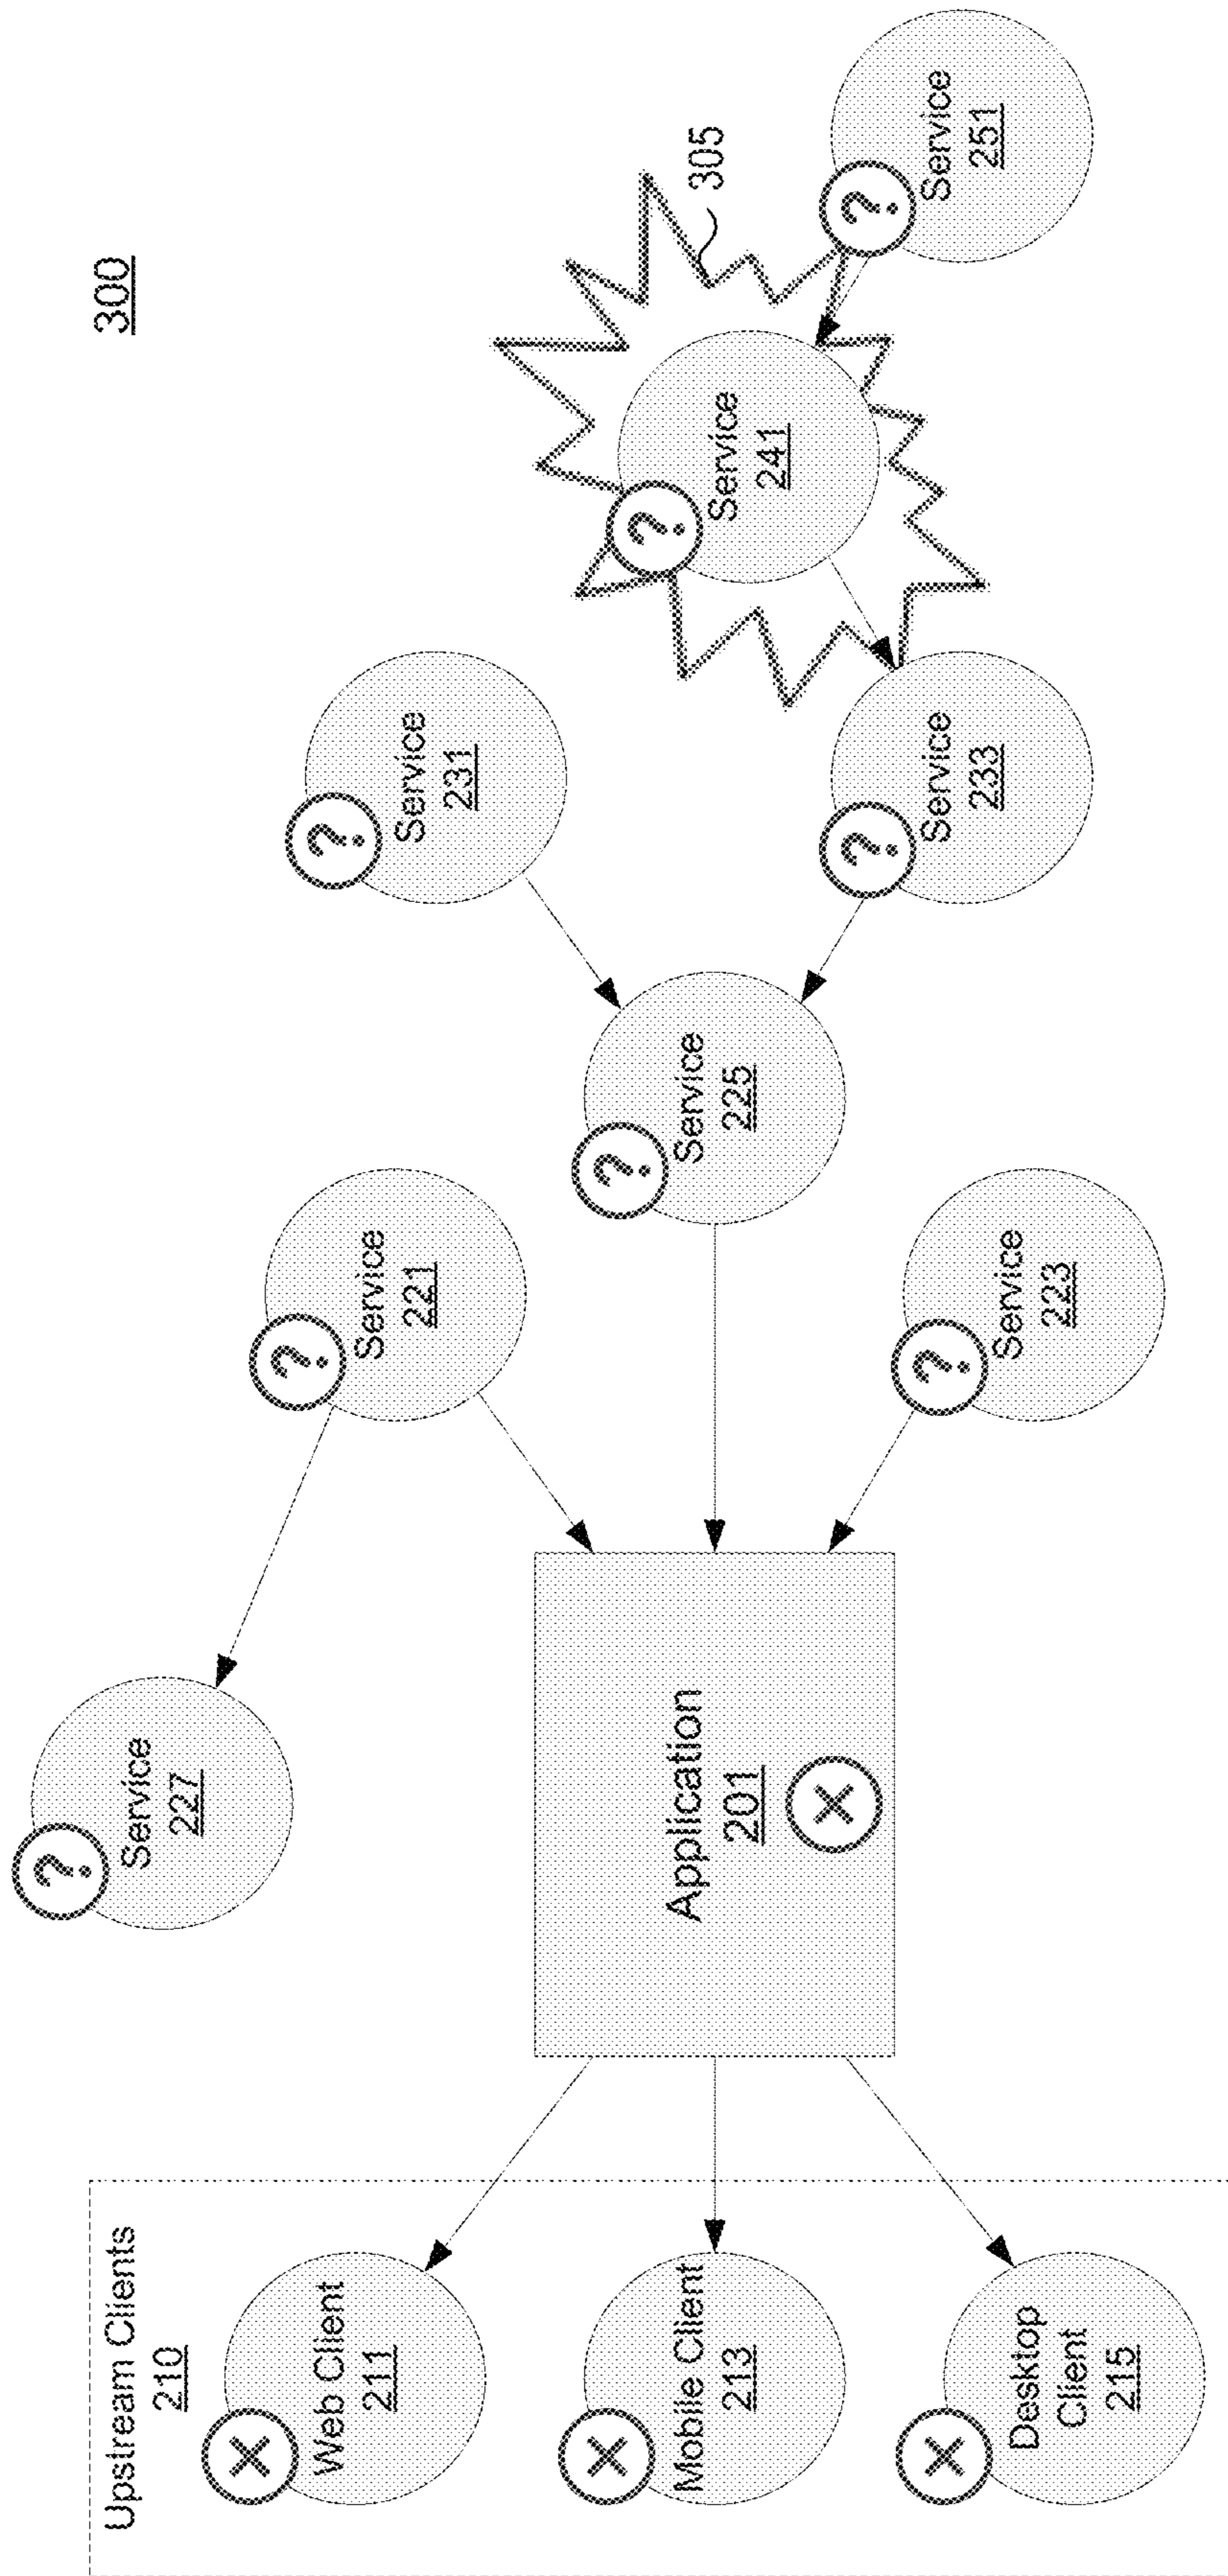 300
Upstream Clients
210
Web Client
211
Mobile Client
213
Desktop
Client
215
Application
201
Service
227
Service
221
Service
223
Service
225
Service
231
Service
233
Service
241
305
Service
251
?
?
?
?
?
?
?
?
X
X
X
X